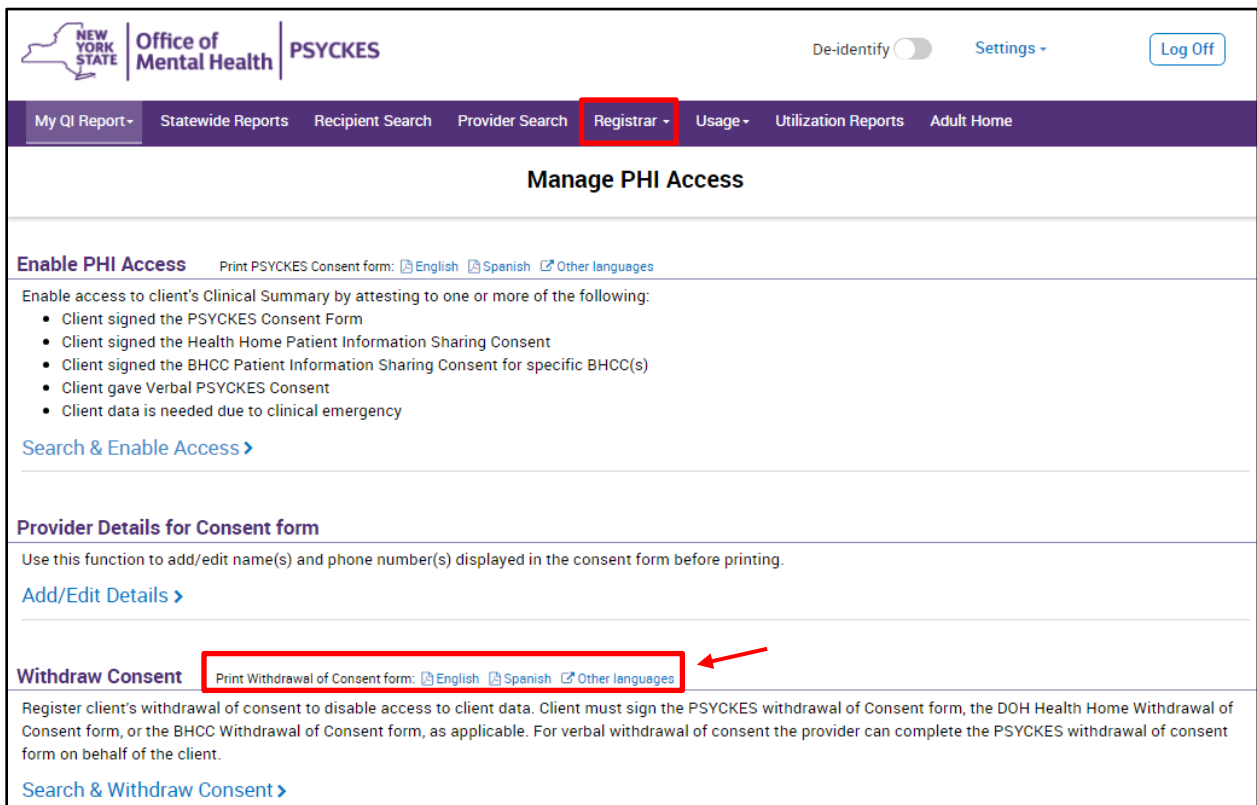 NEW
YORK
STATE
Office of
Mental Health
PSYCKES
De-identify
Settings
Log Off
My QI Report
Statewide Reports
Recipient Search
Provider Search
Registrar
Usage
Utilization Reports
Adult Home
Manage PHI Access
Enable PHI Access Print PSYCKES Consent form: English Spanish Other languages
Enable access to client's Clinical Summary by attesting to one or more of the following:
• Client signed the PSYCKES Consent Form
• Client signed the Health Home Patient Information Sharing Consent
• Client signed the BHCC Patient Information Sharing Consent for specific BHCC(s)
• Client gave Verbal PSYCKES Consent
• Client data is needed due to clinical emergency
Search & Enable Access >
Provider Details for Consent form
Use this function to add/edit name(s) and phone number(s) displayed in the consent form before printing.
Add/Edit Details >
Withdraw Consent Print Withdrawal of Consent form: English Spanish Other languages
Register client's withdrawal of consent to disable access to client data. Client must sign the PSYCKES withdrawal of Consent form, the DOH Health Home Withdrawal of
Consent form, or the BHCC Withdrawal of Consent form, as applicable. For verbal withdrawal of consent the provider can complete the PSYCKES withdrawal of consent
form on behalf of the client.
Search & Withdraw Consent >